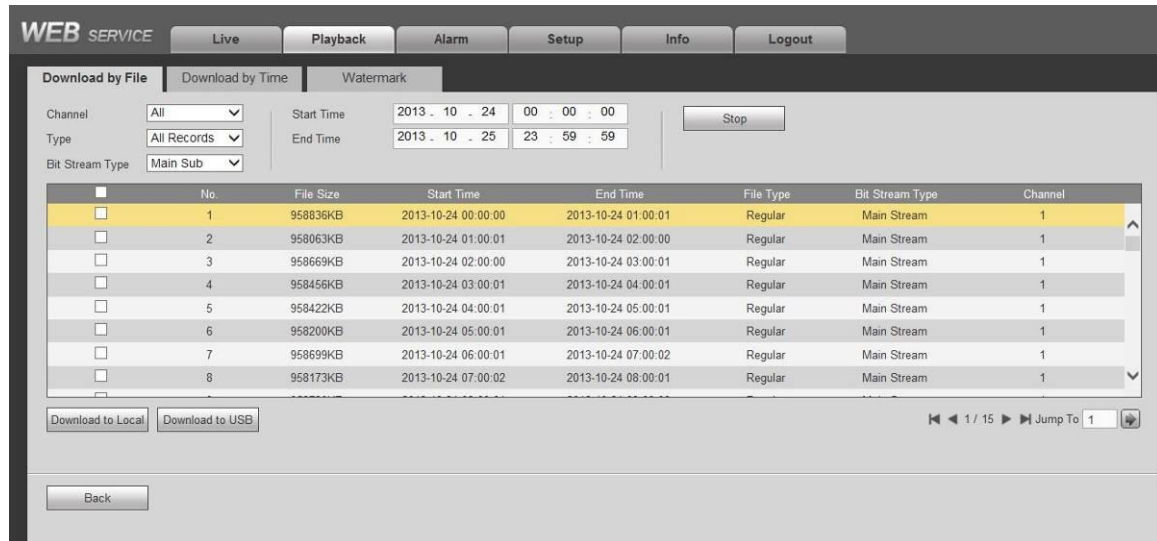 WEB SERVICE Live Playback Alarm Setup Info Logout
Download by File Download by Time Watermark
Channel All Start Time 2013 . 10 . 24 00 : 00 : 00 Stop
Type All Records End Time 2013 . 10 . 25 23 : 59 : 59
Bit Stream Type Main Sub
No. File Size Start Time End Time File Type Bit Stream Type Channel
1 958836KB 2013-10-24 00:00:00 2013-10-24 01:00:01 Regular Main Stream 1
2 958063KB 2013-10-24 01:00:01 2013-10-24 02:00:00 Regular Main Stream 1
3 958669KB 2013-10-24 02:00:00 2013-10-24 03:00:01 Regular Main Stream 1
4 958456KB 2013-10-24 03:00:01 2013-10-24 04:00:01 Regular Main Stream 1
5 958422KB 2013-10-24 04:00:01 2013-10-24 05:00:01 Regular Main Stream 1
6 958200KB 2013-10-24 05:00:01 2013-10-24 06:00:01 Regular Main Stream 1
7 958699KB 2013-10-24 06:00:01 2013-10-24 07:00:02 Regular Main Stream 1
8 958173KB 2013-10-24 07:00:02 2013-10-24 08:00:01 Regular Main Stream 1
Download to Local Download to USB 1 / 15 Jump To 1
Back